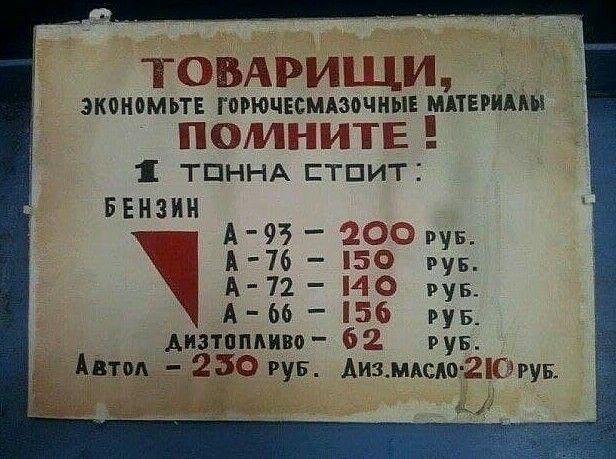 ТОВАРИЩИ,
ЭКОНОМЬТЕ ГОРЮЧЕСМАЗОЧНЫЕ МАТЕРИАЛЫ
ПОМНИТЕ!
1 ТОННА СТОИТ:
БЕНЗИН
А-93 — 200 РУБ.
А-76 — 150 РУБ.
А-72 — 140 РУБ.
А-66 — 156 РУБ.
ДИЗТОПЛИВО — 62 РУБ.
АВТОЛ — 230 РУБ. ДИЗ.МАСЛО-210 РУБ.